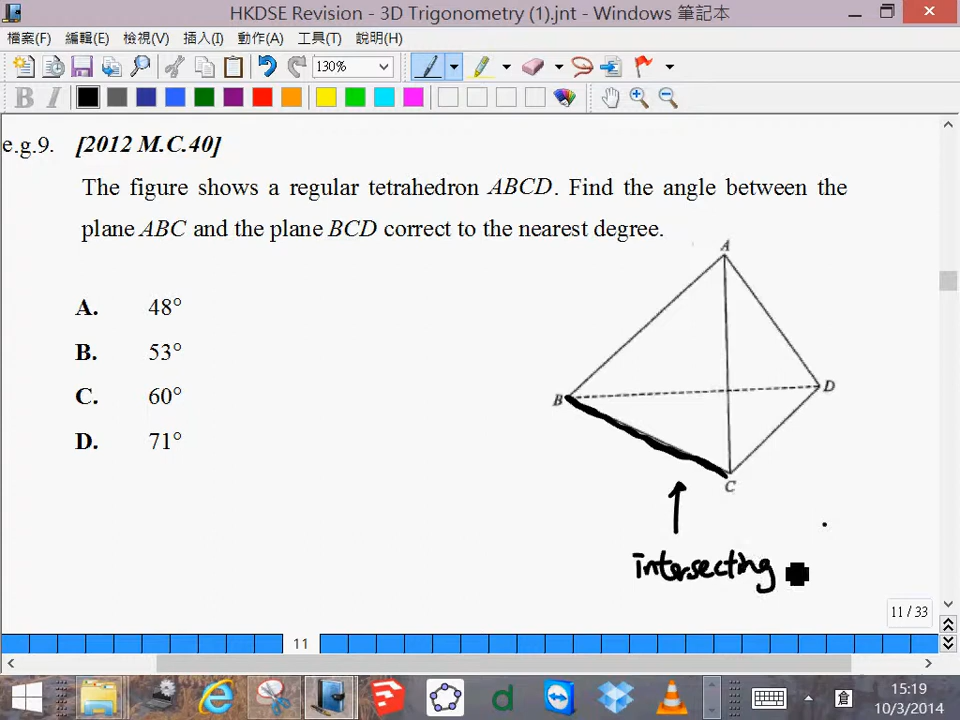 HKDSE Revision - 3D Trigonometry (1).jnt - Windows 筆記本
檔案(F) 編輯(E) 檢視(V) 插入(I) 動作(A) 工具(T) 說明(H)
130%
B I
e.g.9. [2012 M.C.40]
The figure shows a regular tetrahedron ABCD. Find the angle between the
plane ABC and the plane BCD correct to the nearest degree.
A
A. 48°
B. 53°
D
C. 60°
B
D. 71°
C
intersecting
11 / 33
11
d
倉
15:19
10/3/2014